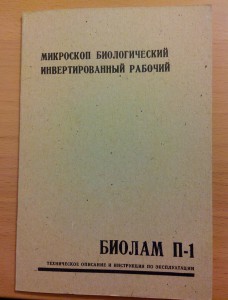 МИКРОСКОП БИОЛОГИЧЕСКИЙ
ИНВЕРТИРОВАННЫЙ РАБОЧИЙ
БИОЛАМ П-1
ТЕХНИЧЕСКОЕ ОПИСАНИЕ И ИНСТРУКЦИЯ ПО ЭКСПЛУАТАЦИИ